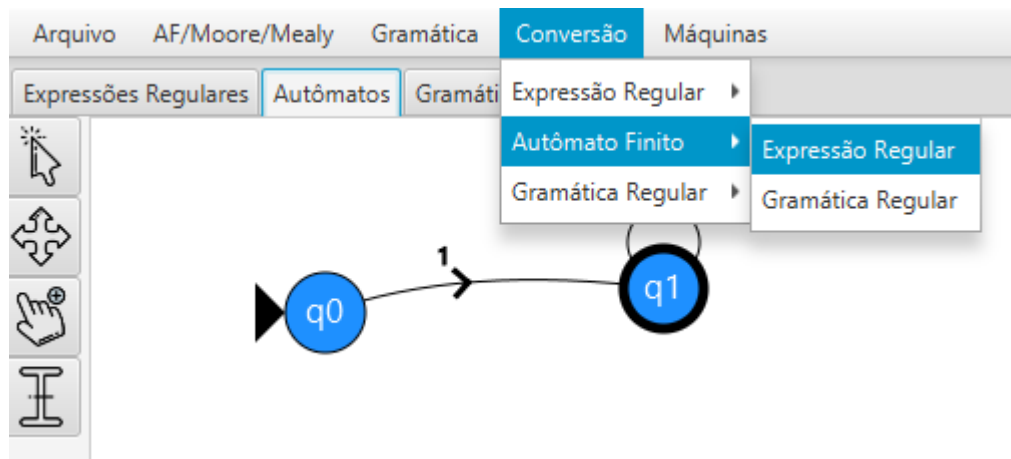 Arquivo AF/Moore/Mealy Gramática Conversão Máquinas
Expressões Regulares Autômatos Gramáti
Expressão Regular
Autômato Finito
Gramática Regular
Expressão Regular
Gramática Regular
1
q0
q1